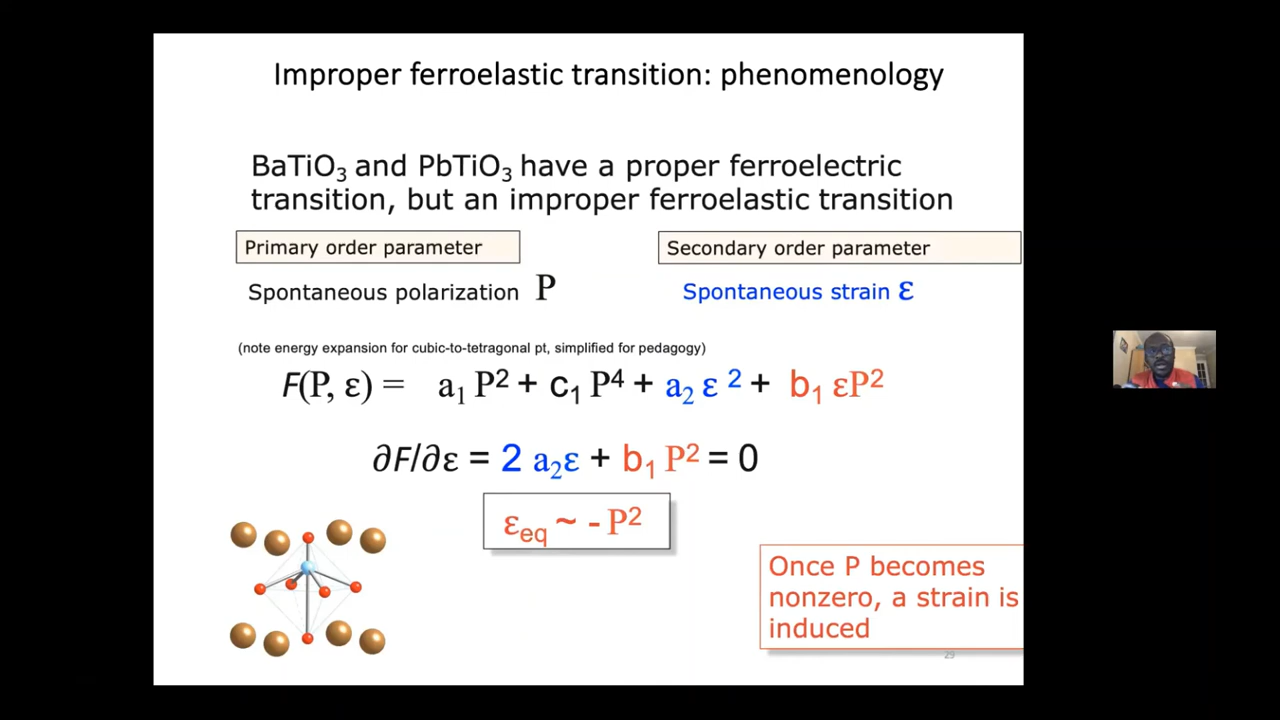 Improper ferroelastic transition: phenomenology
BaTiO₃ and PbTiO₃ have a proper ferroelectric
transition, but an improper ferroelastic transition
Primary order parameter
Secondary order parameter
Spontaneous polarization P
Spontaneous strain ε
(note energy expansion for cubic-to-tetragonal pt, simplified for pedagogy)
F(P, ε) = a₁ P² + c₁ P⁴ + a₂ ε ² + b₁ εP²
∂F/∂ε = 2 a₂ε + b₁ P² = 0
εeq ~ - P²
Once P becomes
nonzero, a strain is
induced
29